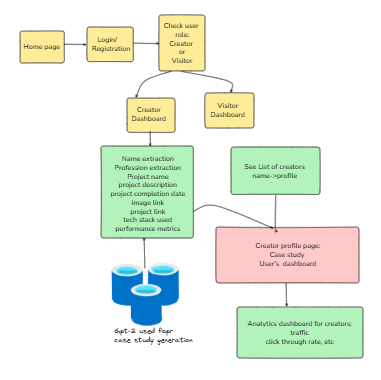 Home page
Login/
Registration
Check user
role:
Creator
or
Visitor
Creator
Dashboard
Visitor
Dashboard
Name extraction
Profession extraction
Project name
project description
project completion date
image link
project link
tech stack used
performance metrics
See List of creators
name->profile
Creator profile page:
Case study
User's dashboard
Gpt-2 used foer
case study generation
Analytics dashboard for creators:
traffic
click through rate, etc